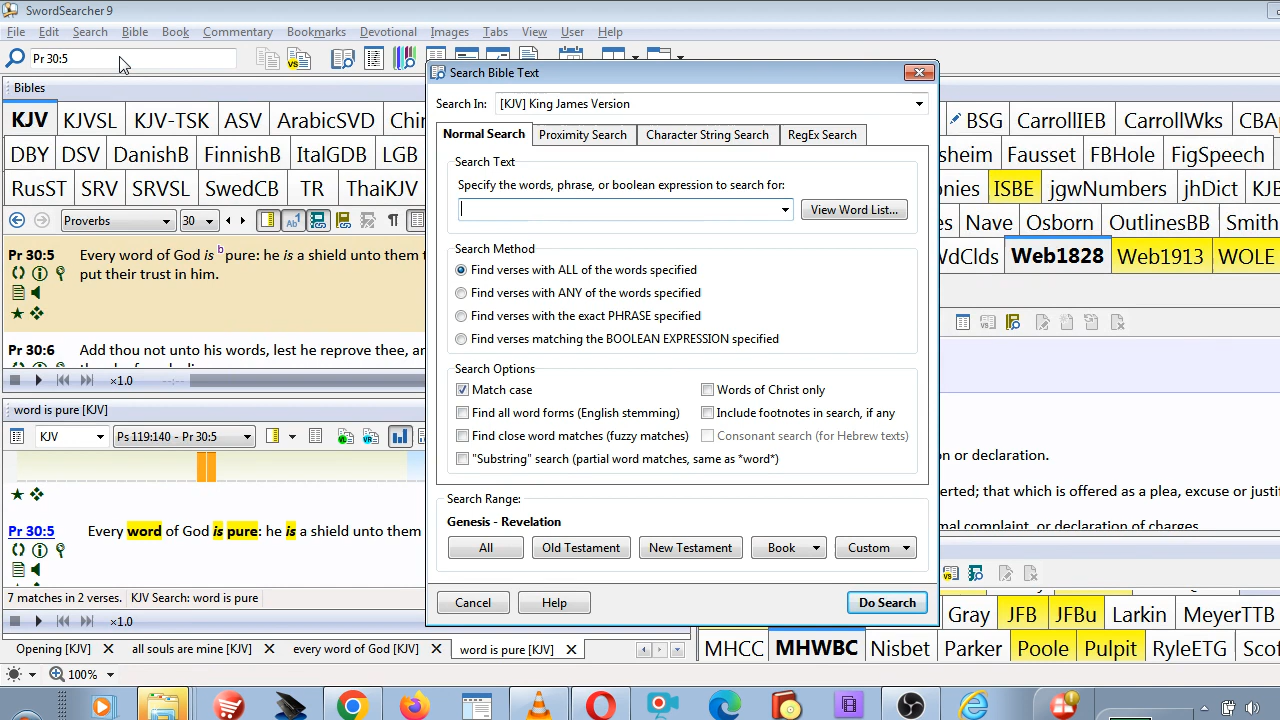 SwordSearcher 9
File Edit Search Bible Book Commentary Bookmarks Devotional Images Tabs View User Help
Pr 30:5
Bibles
KJV KJVSL KJV-TSK ASV ArabicSVD
DBY DSV DanishB FinnishB ItalGDB LGB
RusST SRV SRVSL SwedCB TR ThaiKJV
Proverbs 30
Pr 30:5 Every word of God is b pure: he is a shield unto them
put their trust in him.
Pr 30:6 Add thou not unto his words, lest he reprove thee,
×1.0 --:--
word is pure [KJV]
KJV Ps 119:140 - Pr 30:5
Pr 30:5 Every word of God is pure: he is a shield unto them
7 matches in 2 verses. KJV Search: word is pure
×1.0
Opening [KJV] all souls are mine [KJV] every word of God [KJV] word is pure [KJV]
100%
Search Bible Text
Search In: [KJV] King James Version
Normal Search Proximity Search Character String Search RegEx Search
Search Text
Specify the words, phrase, or boolean expression to search for:
View Word List...
Search Method
Find verses with ALL of the words specified
Find verses with ANY of the words specified
Find verses with the exact PHRASE specified
Find verses matching the BOOLEAN EXPRESSION specified
Search Options
Match case Words of Christ only
Find all word forms (English stemming) Include footnotes in search, if any
Find close word matches (fuzzy matches) Consonant search (for Hebrew texts)
"Substring" search (partial word matches, same as *word*)
Search Range:
Genesis - Revelation
All Old Testament New Testament Book Custom
Cancel Help Do Search
BSG CarrollIEB CarrollWks
Fausset FBHole FigSpeech
ISBE jgwNumbers jhDict
Nave Osborn OutlinesBB Smith
Web1828 Web1913 WOLE
on or declaration.
erted; that which is offered as a plea, excuse or
mal complaint, or declaration of charges.
Gray JFB JFBu Larkin MeyerTTB
MHCC MHWBC Nisbet Parker Poole Pulpit RyleETG